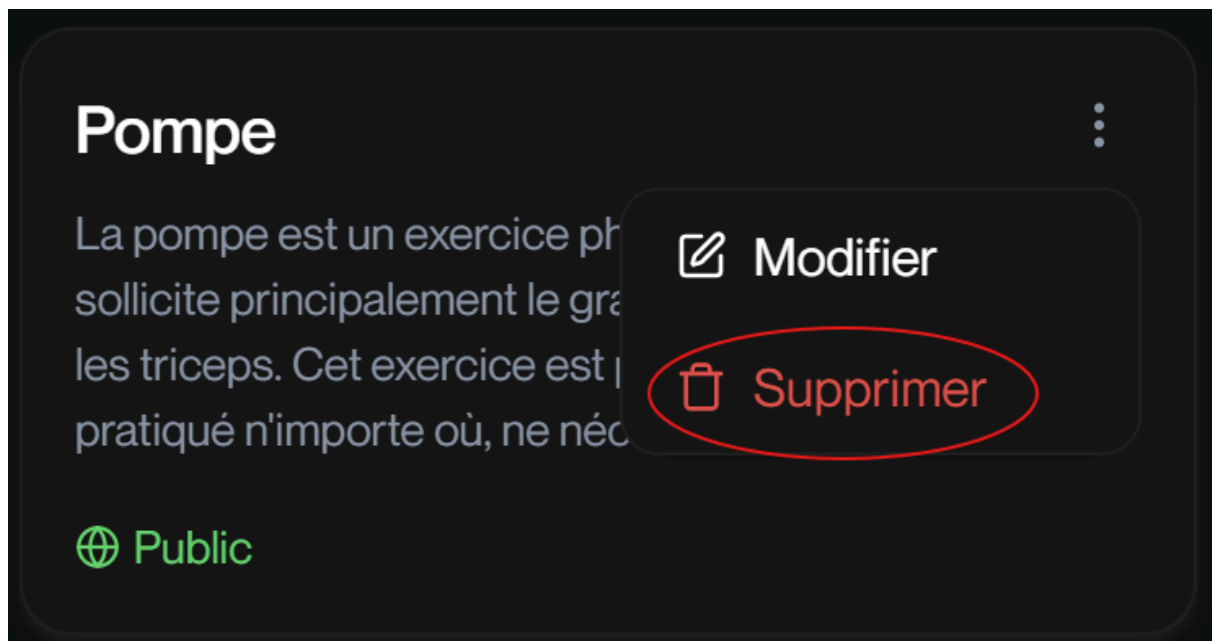 Pompe
La pompe est un exercice
sollicite principalement le
les triceps. Cet exercice est
pratiqué n'importe où, ne
Modifier
Supprimer
Public